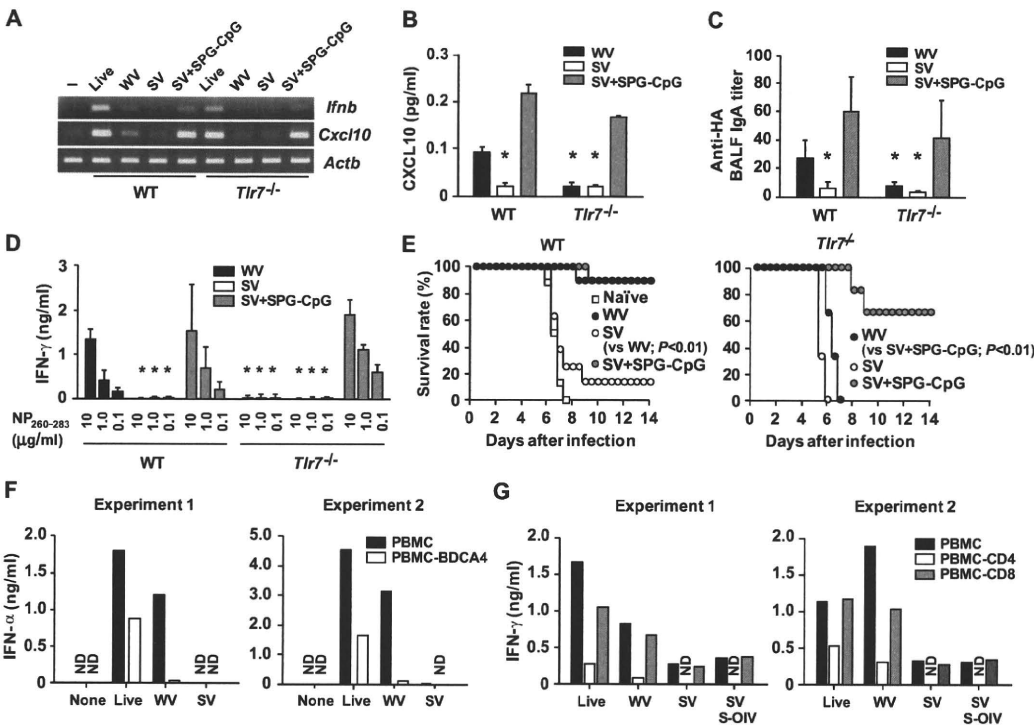 A
– Live WV SV SV+SPG-CpG Live WV SV SV+SPG-CpG
Ifnb
Cxcl10
Actb
WT Tlr7-/-
B
WV
SV
SV+SPG-CpG
CXCL10 (pg/ml)
0.3
0.2
0.10
0
* * *
WT Tlr7-/-
C
WV
SV
SV+SPG-CpG
Anti-HA
BALF IgA titer
100
80
60
40
20
0
* * *
WT Tlr7-/-
D
WV
SV
SV+SPG-CpG
IFN-γ (ng/ml)
3
2
1
0
* * * * * * * * *
NP260–283
(μg/ml)
10 1.0 0.1 10 1.0 0.1 10 1.0 0.1 10 1.0 0.1 10 1.0 0.1 10 1.0 0.1
WT Tlr7-/-
E
WT
Survival rate (%)
100
80
60
40
20
0
Naïve
WV
SV
(vs WV; P<0.01)
SV+SPG-CpG
0 2 4 6 8 10 12 14
Days after infection
Tlr7-/-
100
80
60
40
20
0
WV
(vs SV+SPG-CpG; P<0.01)
SV
SV+SPG-CpG
0 2 4 6 8 10 12 14
Days after infection
F
Experiment 1
IFN-α (ng/ml)
2.0
1.5
1.0
0.5
0
ND ND ND ND
None Live WV SV
Experiment 2
PBMC
PBMC-BDCA4
5.0
4.0
3.0
2.0
1.0
0
ND ND ND
None Live WV SV
G
Experiment 1
IFN-γ (ng/ml)
2.0
1.5
1.0
0.5
0
ND ND
Live WV SV SV
S-OIV
Experiment 2
PBMC
PBMC-CD4
PBMC-CD8
2.0
1.5
1.0
0.5
0
ND ND
Live WV SV SV
S-OIV